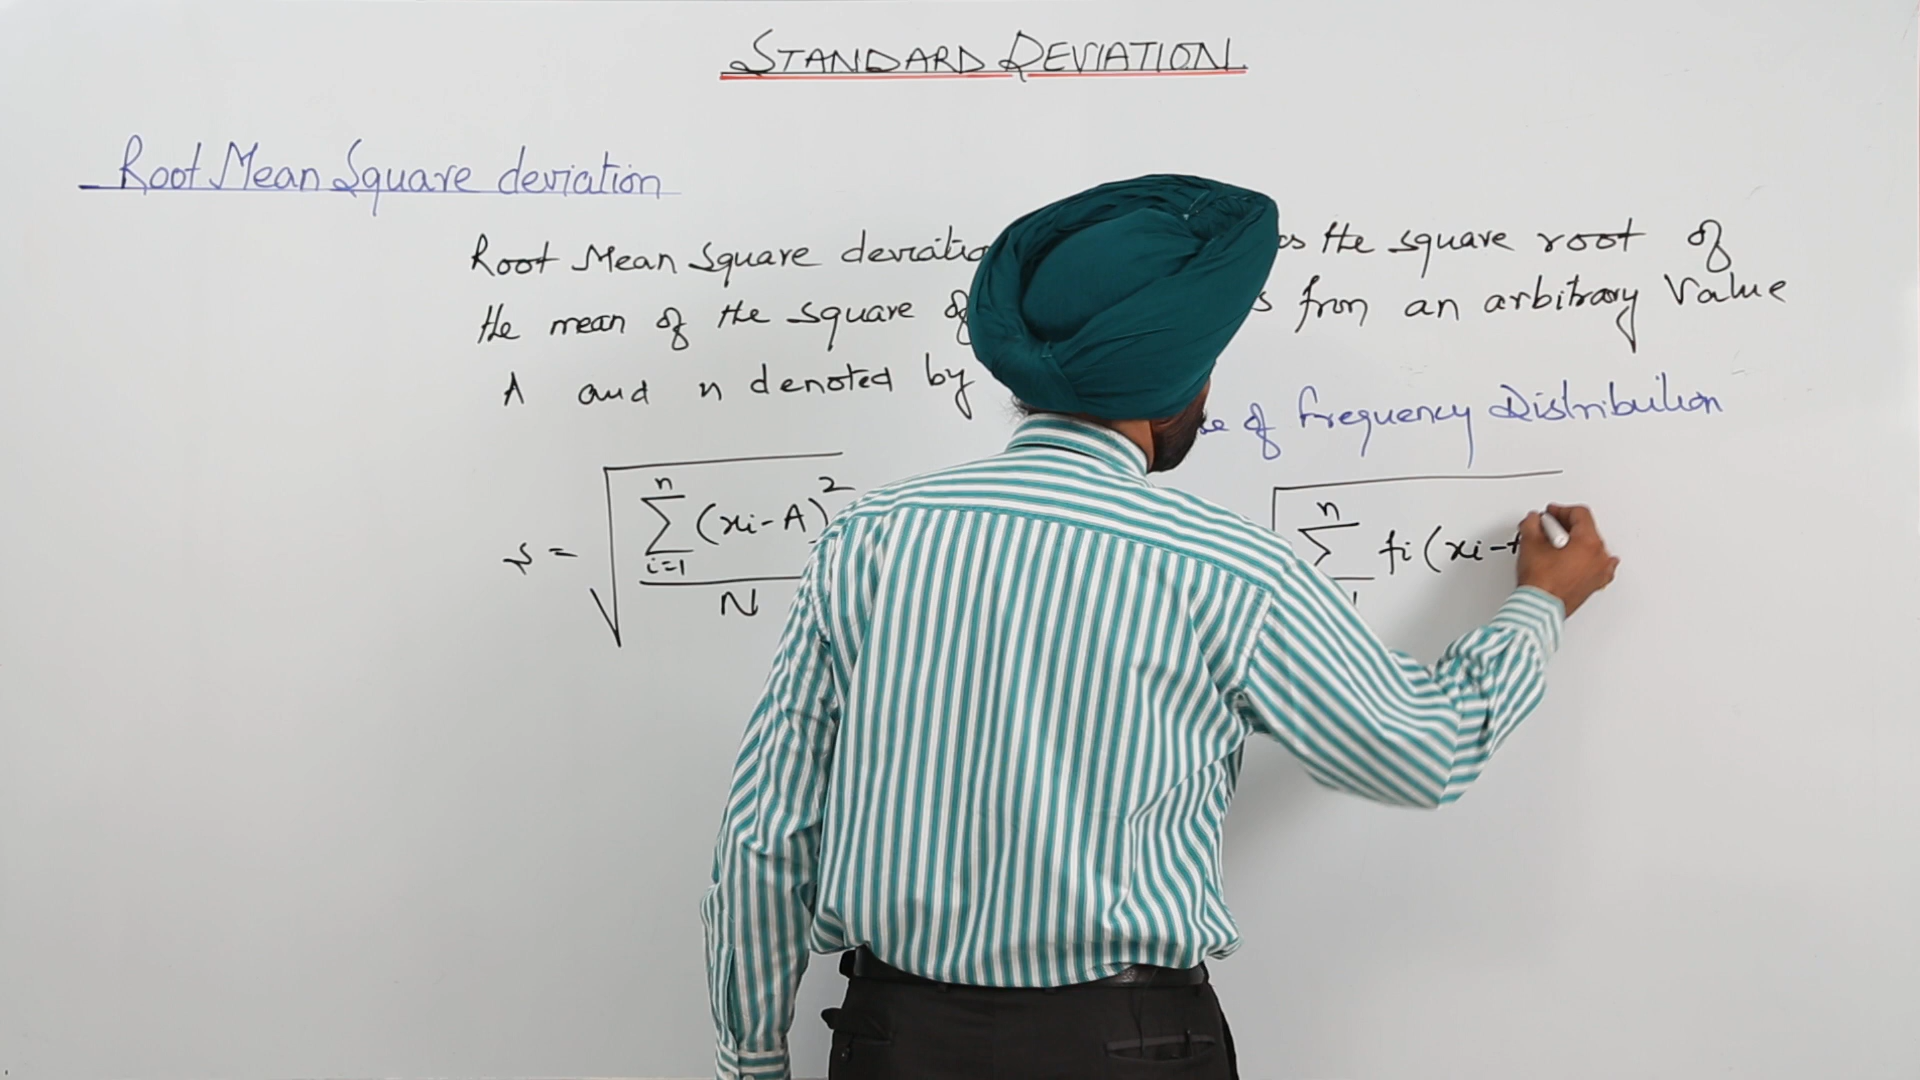 STANDARD DEVIATION
Root Mean Square deviation
Root Mean Square the square root of
the mean of the square from an arbitrary Value
A and n denoted by
of frequency Distribution
s = √ n ∑ i=1 (xi-A)² / N
√ n ∑ fi (xi-